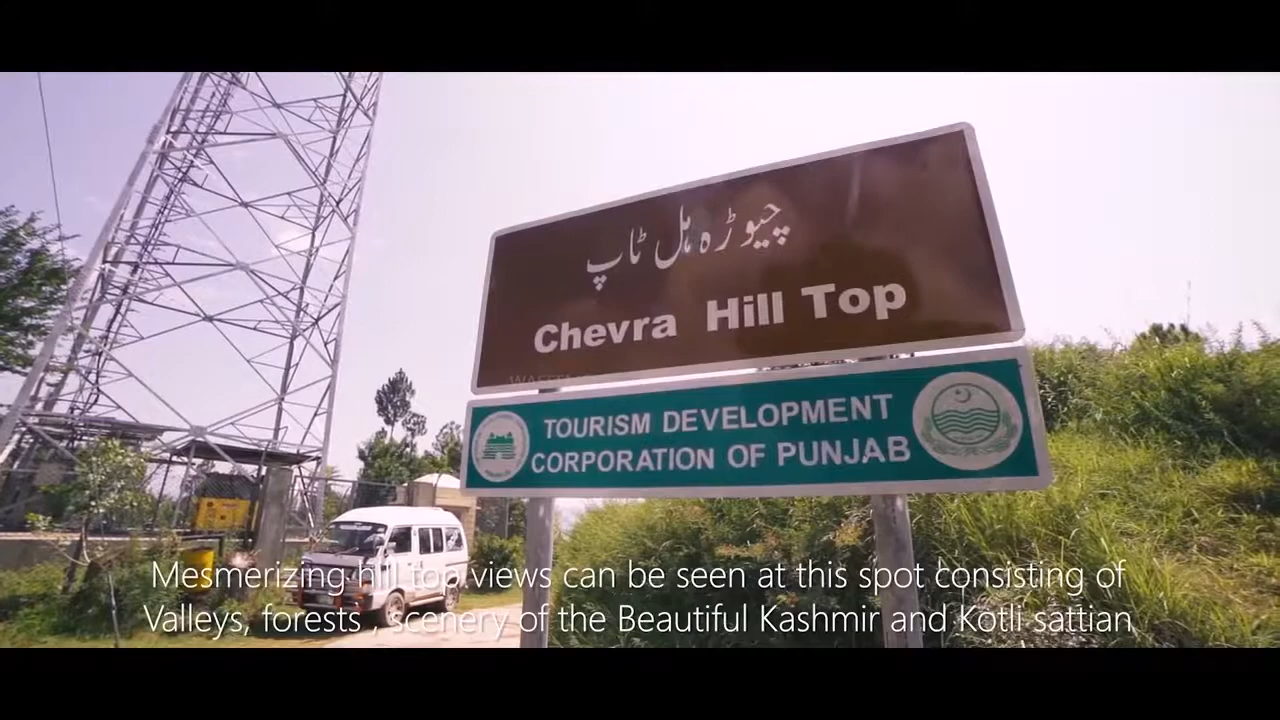 چیوڑہ ہل ٹاپ
Chevra Hill Top
TOURISM DEVELOPMENT
CORPORATION OF PUNJAB
Mesmerizing hill top views can be seen at this spot consisting of
Valleys, forests , scenery of the Beautiful Kashmir and Kotli sattian